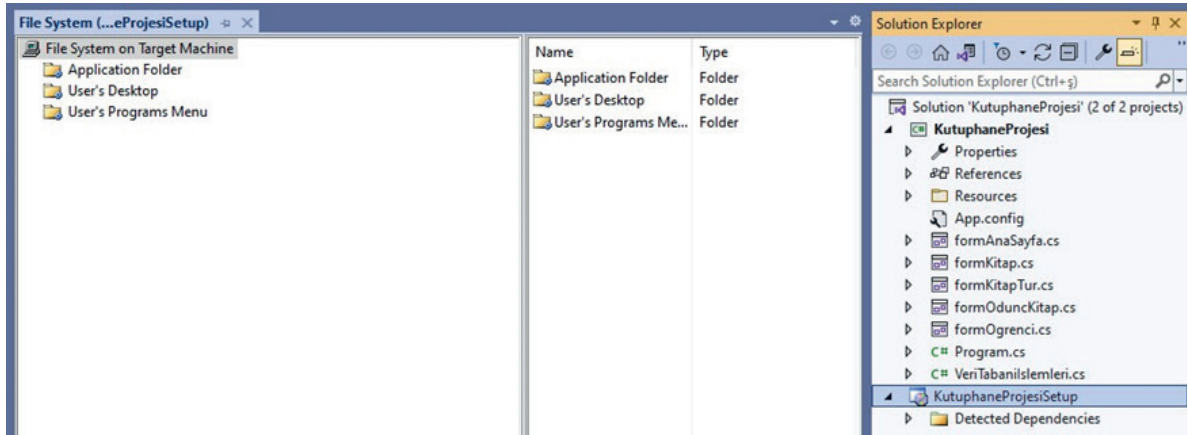 File System (...eProjesiSetup)
File System on Target Machine
Application Folder
User's Desktop
User's Programs Menu
Name Type
Application Folder Folder
User's Desktop Folder
User's Programs Me... Folder
Solution Explorer
Search Solution Explorer (Ctrl+ş)
Solution 'KutuphaneProjesi' (2 of 2 projects)
C# KutuphaneProjesi
Properties
References
Resources
App.config
formAnaSayfa.cs
formKitap.cs
formKitapTur.cs
formOduncKitap.cs
formOgrenci.cs
C# Program.cs
C# VeriTabaniIslemleri.cs
KutuphaneProjesiSetup
Detected Dependencies